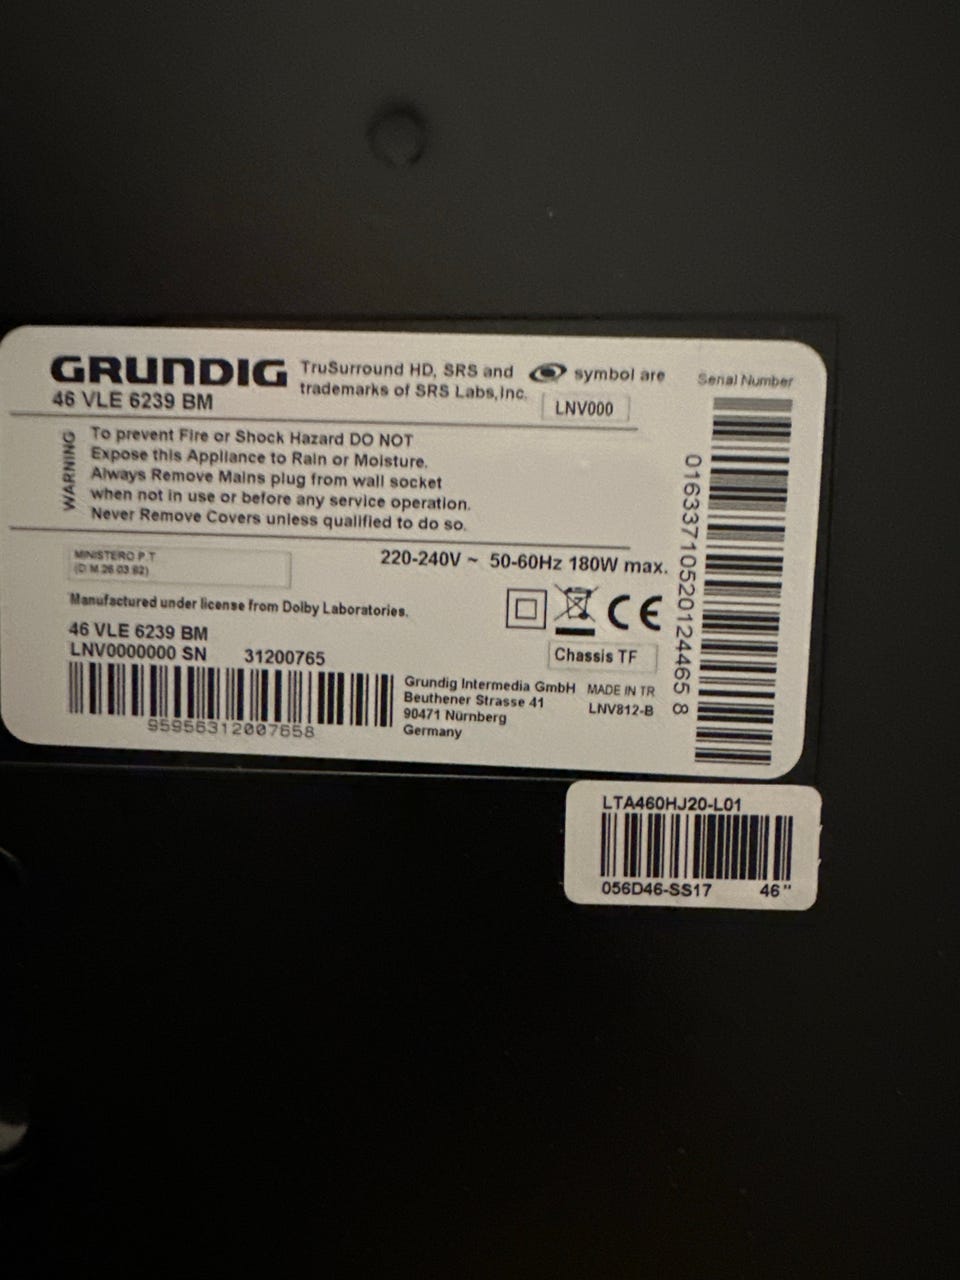 GRUNDIG
46 VLE 6239 BM
TruSurround HD, SRS and symbol are
trademarks of SRS Labs,Inc.
LNV000
Serial Number
WARNING
To prevent Fire or Shock Hazard DO NOT
Expose this Appliance to Rain or Moisture.
Always Remove Mains plug from wall socket
when not in use or before any service operation.
Never Remove Covers unless qualified to do so.
01633710520124465 8
MINISTERO P.T
(D M 26 03 92)
220-240V ~ 50-60Hz 180W max.
Manufactured under license from Dolby Laboratories.
CE
46 VLE 6239 BM
LNV0000000 SN 31200765
Chassis TF
95956312007658
Grundig Intermedia GmbH
Beuthener Strasse 41
90471 Nürnberg
Germany
MADE IN TR
LNV812-B
LTA460HJ20-L01
056D46-SS17 46"